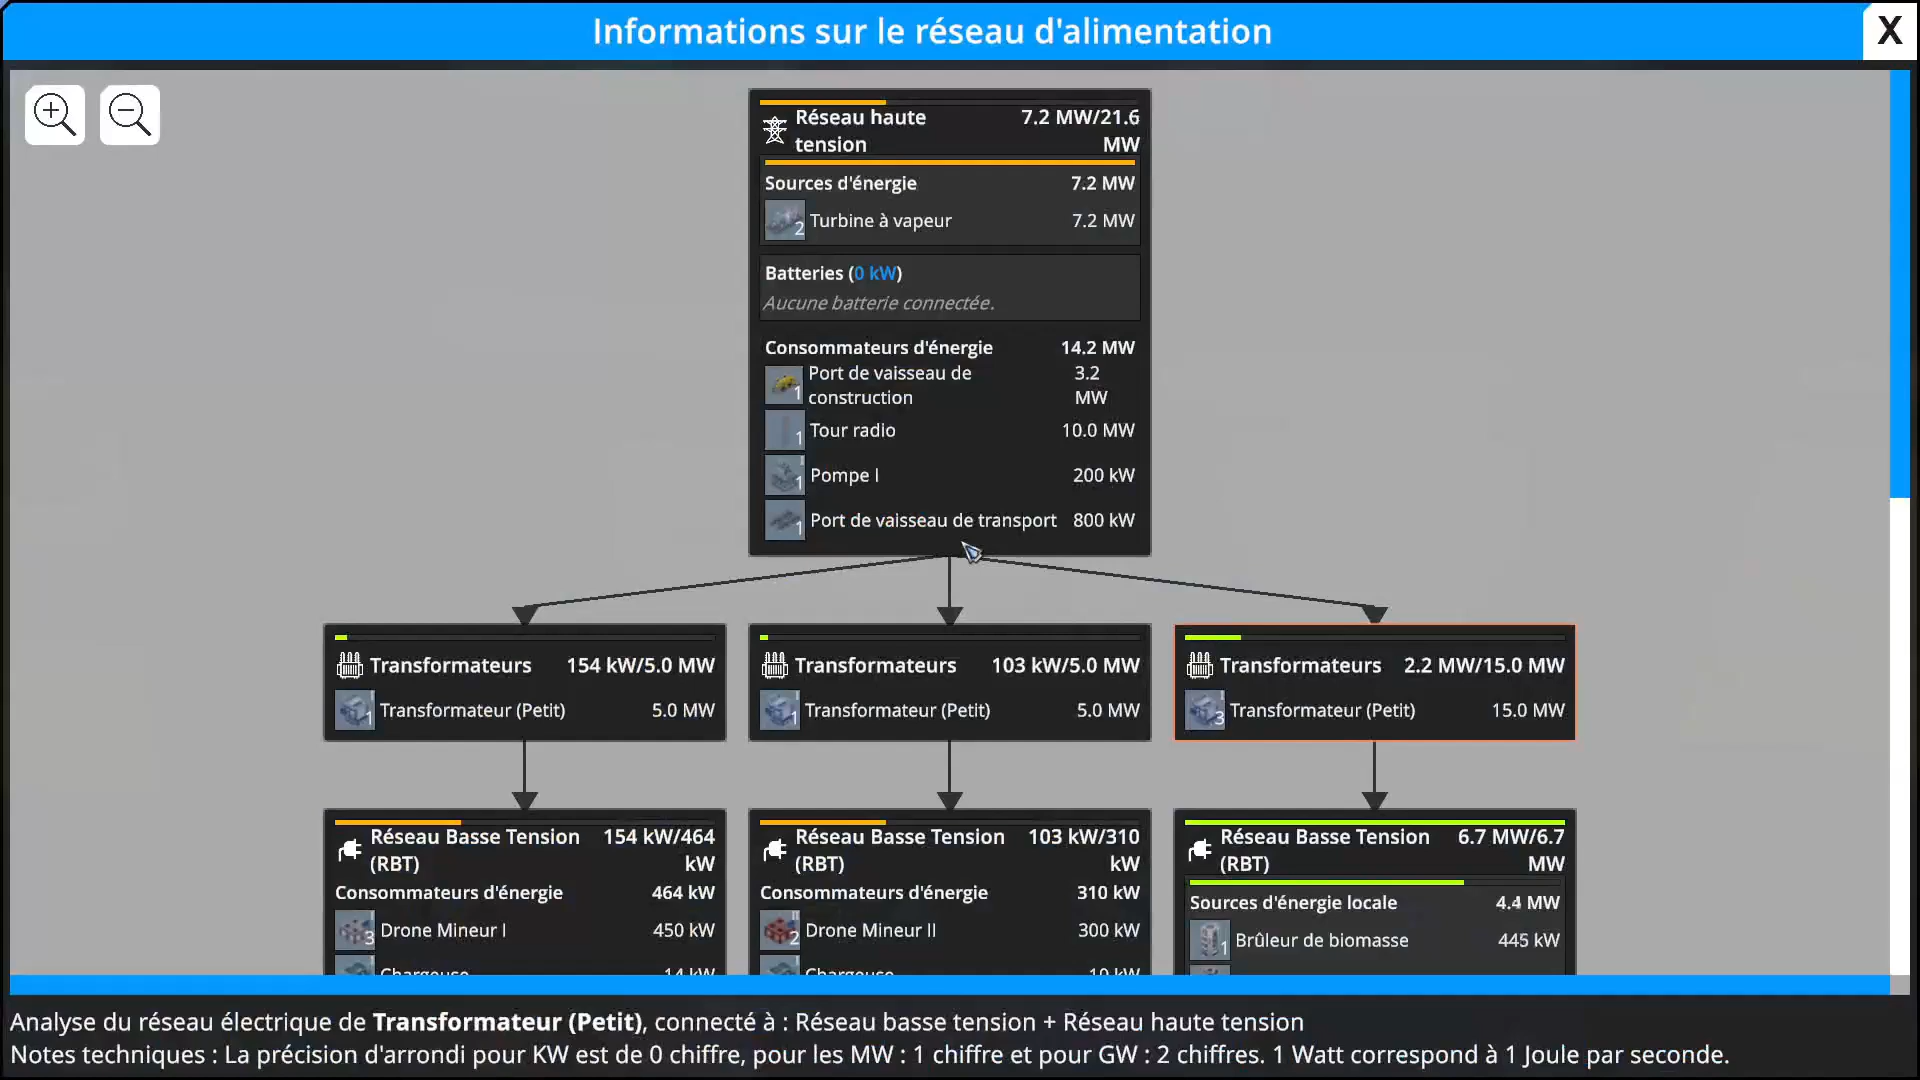 Informations sur le réseau d'alimentation
X
Réseau haute tension 7.2 MW/21.6 MW
Sources d'énergie 7.2 MW
2 Turbine à vapeur 7.2 MW
Batteries (0 kW)
Aucune batterie connectée.
Consommateurs d'énergie 14.2 MW
1 Port de vaisseau de construction 3.2 MW
1 Tour radio 10.0 MW
1 Pompe I 200 kW
1 Port de vaisseau de transport 800 kW
Transformateurs 154 kW/5.0 MW
1 Transformateur (Petit) 5.0 MW
Transformateurs 103 kW/5.0 MW
1 Transformateur (Petit) 5.0 MW
Transformateurs 2.2 MW/15.0 MW
3 Transformateur (Petit) 15.0 MW
Réseau Basse Tension (RBT) 154 kW/464 kW
Consommateurs d'énergie 464 kW
3 Drone Mineur I 450 kW
Chargeuse 14 kW
Réseau Basse Tension (RBT) 103 kW/310 kW
Consommateurs d'énergie 310 kW
2 Drone Mineur II 300 kW
Chargeuse 10 kW
Réseau Basse Tension (RBT) 6.7 MW/6.7 MW
Sources d'énergie locale 4.4 MW
1 Brûleur de biomasse 445 kW
Analyse du réseau électrique de Transformateur (Petit), connecté à : Réseau basse tension + Réseau haute tension
Notes techniques : La précision d'arrondi pour KW est de 0 chiffre, pour les MW : 1 chiffre et pour GW : 2 chiffres. 1 Watt correspond à 1 Joule par seconde.